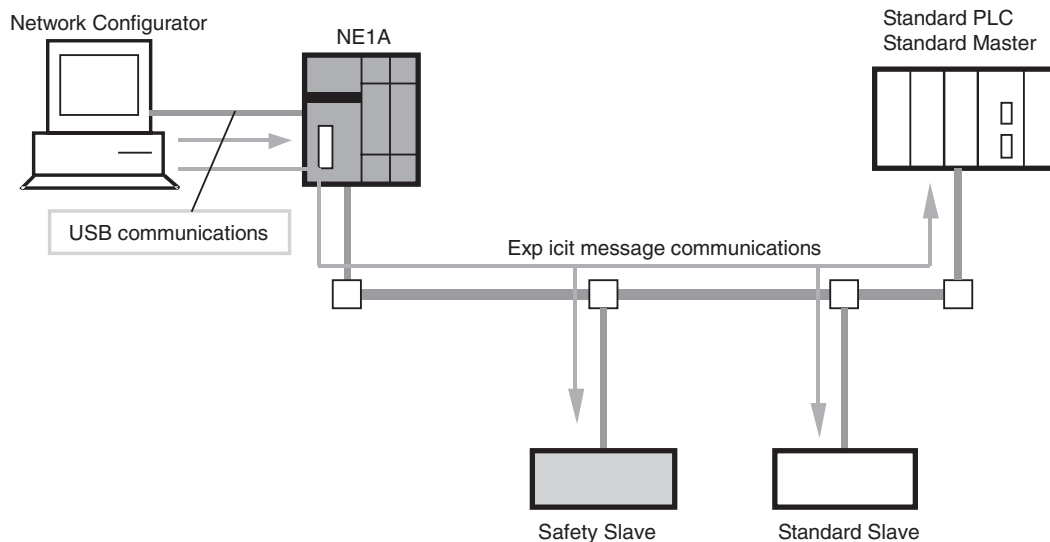 Network Configurator
NE1A
Standard PLC
Standard Master
USB communications
Exp icit message communications
Safety Slave
Standard Slave